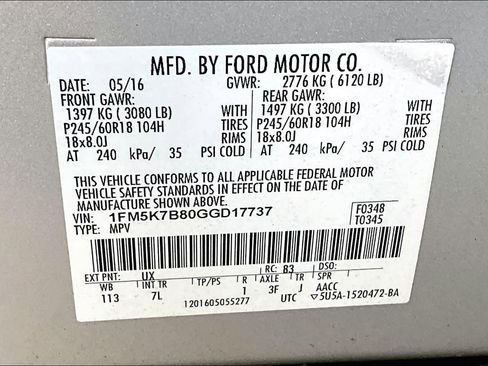 MFD. BY FORD MOTOR CO.
DATE: 05/16 GVWR: 2776 KG ( 6120 LB)
FRONT GAWR: REAR GAWR:
1397 KG ( 3080 LB) WITH 1497 KG ( 3300 LB) WITH
P245/60R18 104H TIRES P245/60R18 104H TIRES
18x8.0J RIMS 18x8.0J RIMS
AT 240 kPa/ 35 PSI COLD AT 240 kPa/ 35 PSI COLD
THIS VEHICLE CONFORMS TO ALL APPLICABLE FEDERAL MOTOR
VEHICLE SAFETY STANDARDS IN EFFECT ON THE DATE OF
MANUFACTURE SHOWN ABOVE.
VIN: 1FM5K7B80GGD17737 F0348
TYPE: MPV T0345
EXT PNT: UX RC: 83 DSO:
WB INT TR TP/PS R AXLE TR SPR
113 7L 1 3F J AACC
1201605055277 UTC ▽5U5A-1520472-BA